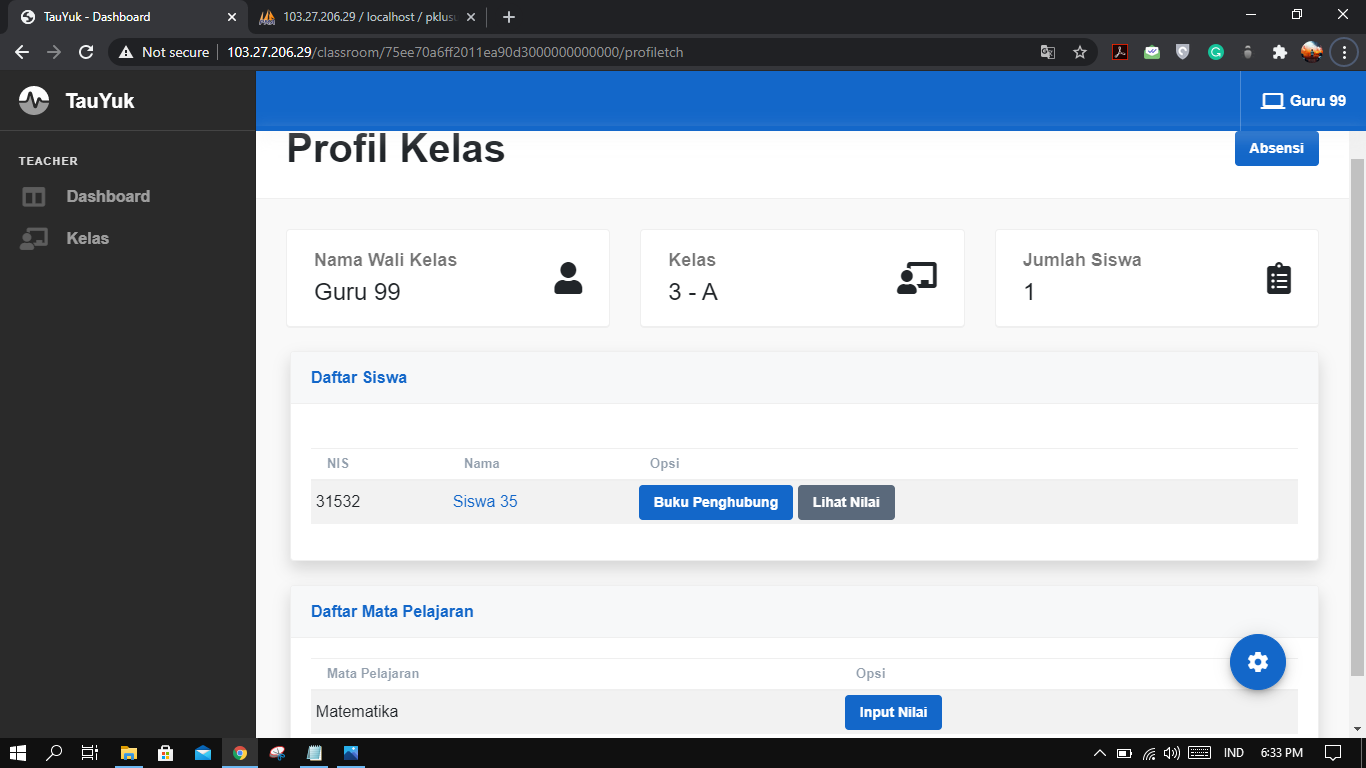 TauYuk - Dashboard
103.27.206.29 / localhost / pklusu
Not secure
103.27.206.29/classroom/75ee70a6ff2011ea90d3000000000000/profiletch
TauYuk
Guru 99
TEACHER
Dashboard
Kelas
Profil Kelas
Absensi
Nama Wali Kelas
Guru 99
Kelas
3 - A
Jumlah Siswa
1
Daftar Siswa
NIS Nama Opsi
31532 Siswa 35 Buku Penghubung Lihat Nilai
Daftar Mata Pelajaran
Mata Pelajaran Opsi
Matematika Input Nilai
IND 6:33 PM